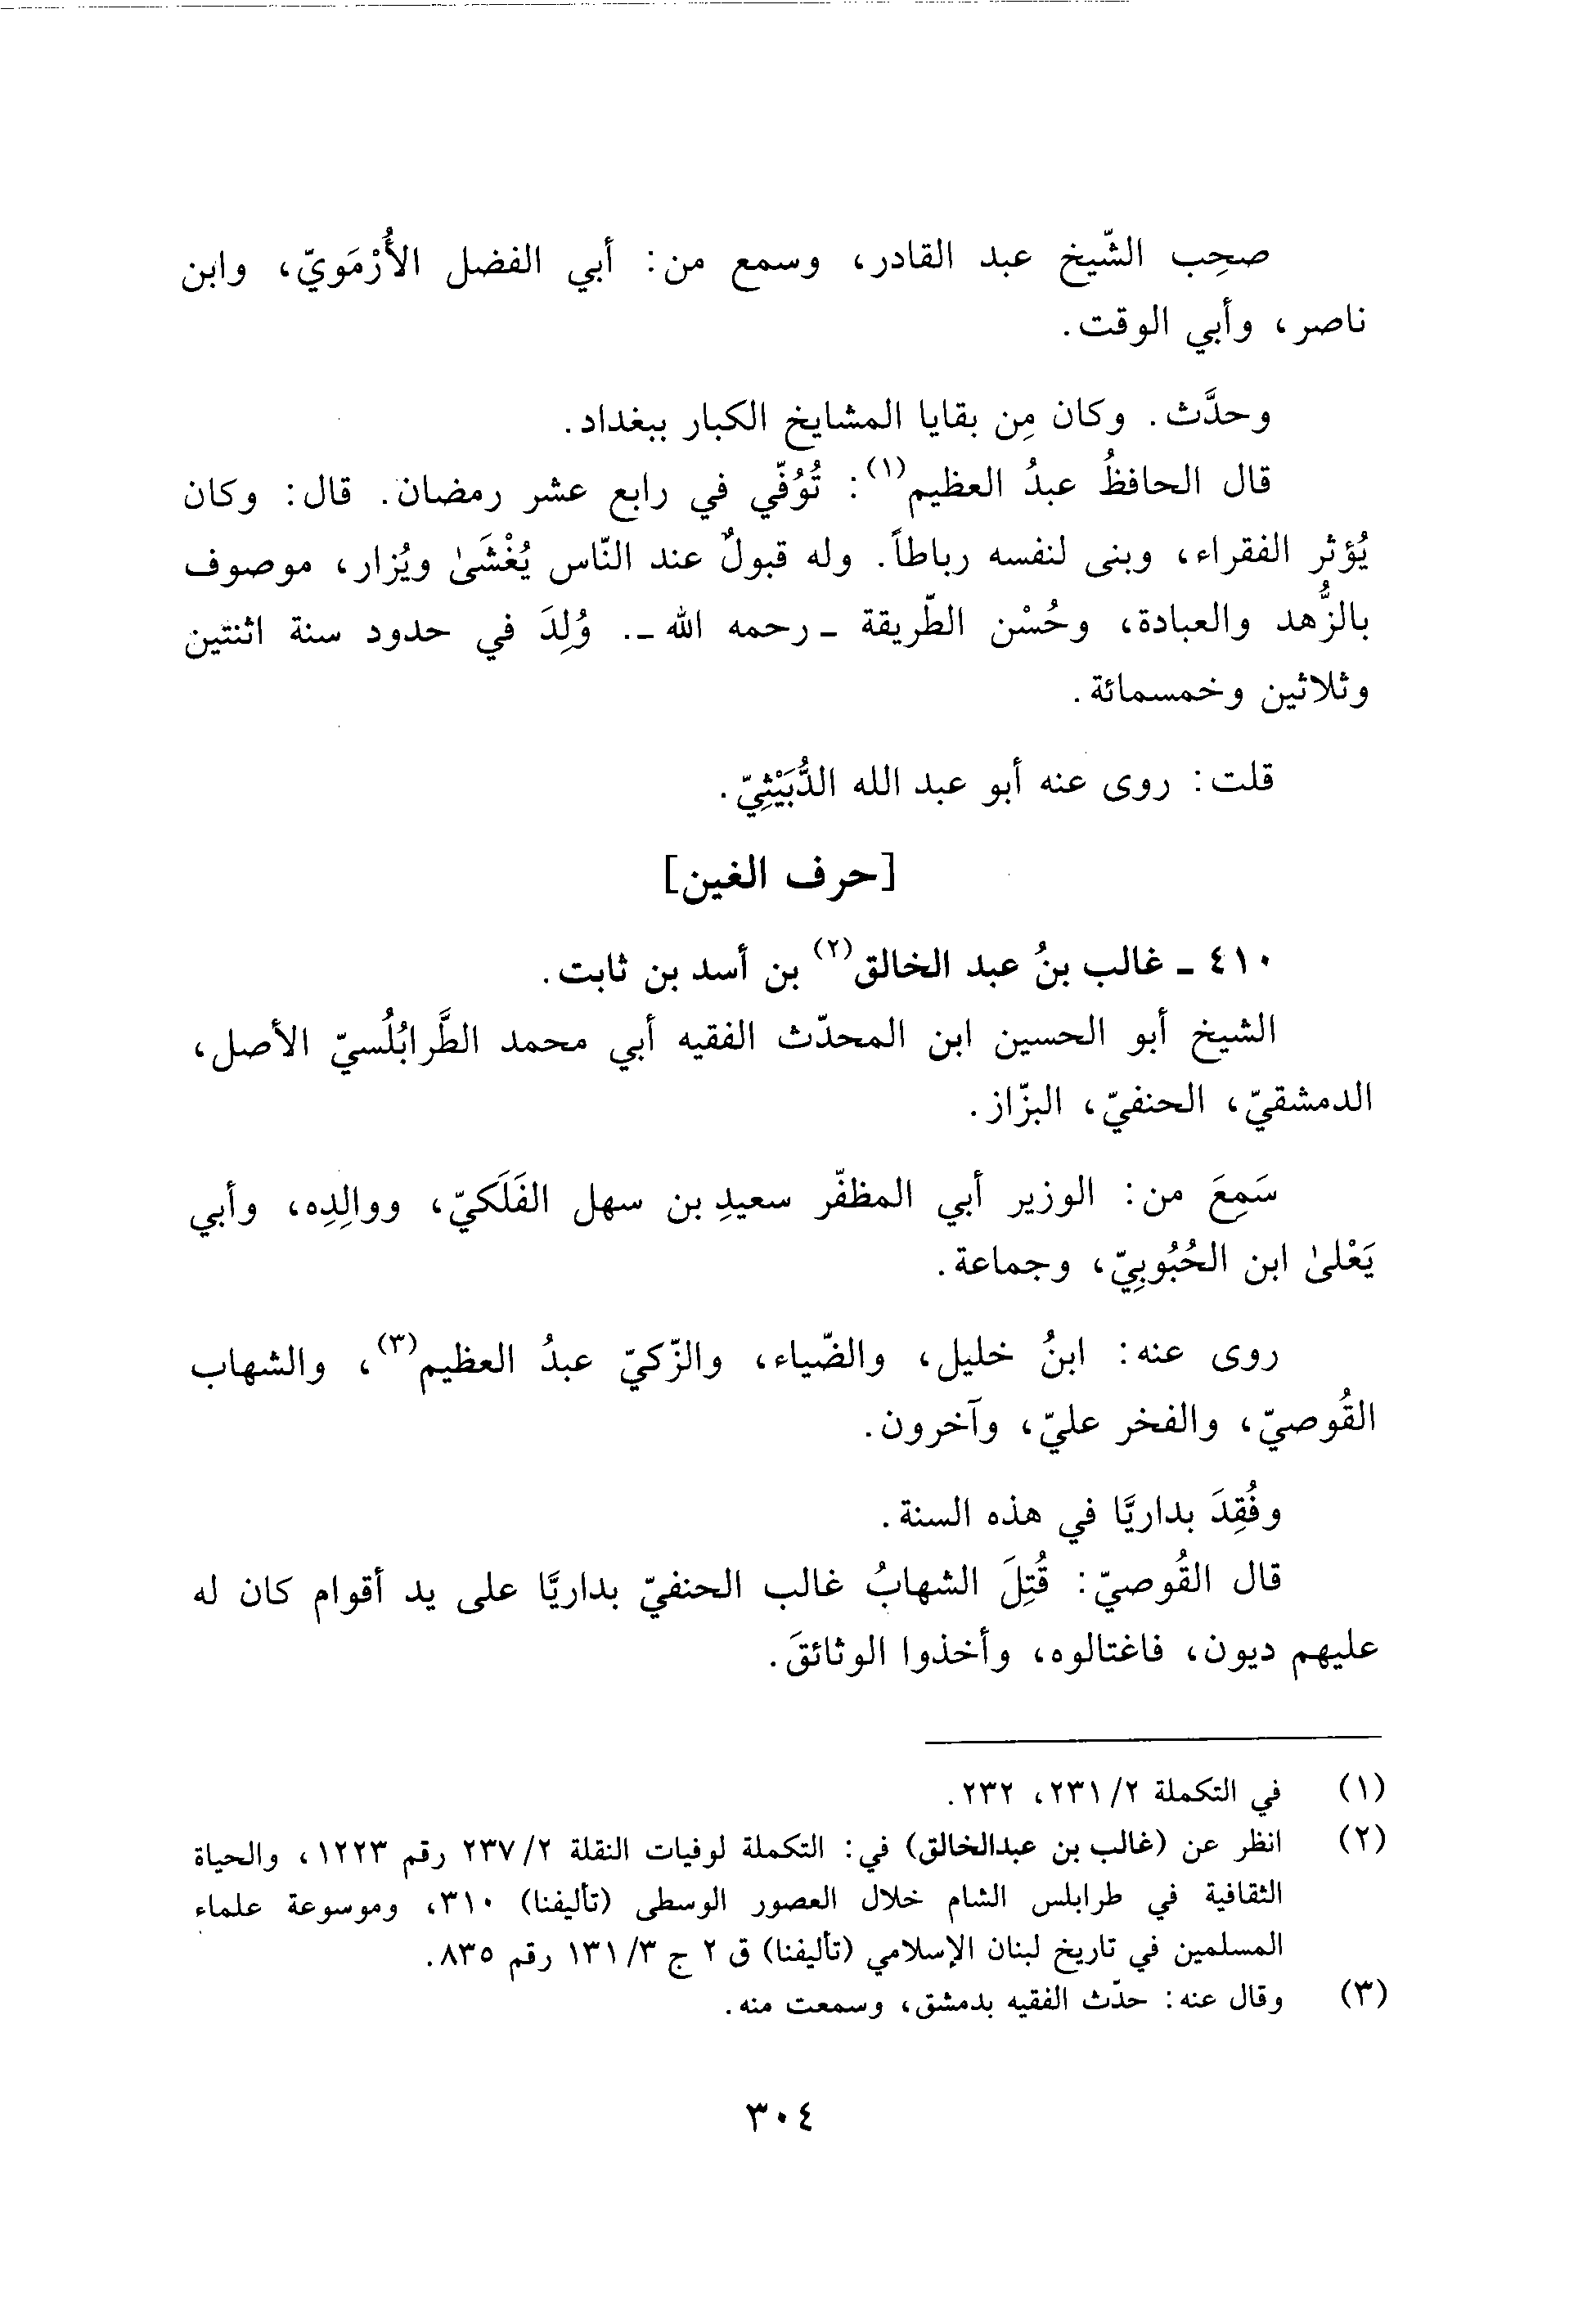 صحِب الشّيخ عبد القادر، وسمع من: أبي الفضل الأُرْمَويّ، وابن
ناصر، وأبي الوقت.
وحدَّث. وكان مِن بقايا المشايخ الكبار ببغداد.
قال الحافظُ عبدُ العظيم(١): تُوُفّي في رابع عشر رمضان. قال: وكان
يُؤثر الفقراء، وبنى لنفسه رباطاً. وله قبولٌ عند النّاس يُغْشَىٰ ويُزار، موصوف
بالزُّهد والعبادة، وحُسْن الطّريقة ـ رحمه الله ـ. وُلِدَ في حدود سنة اثنتين
وثلاثين وخمسمائة.
قلت: روى عنه أبو عبد الله الدُّبَيْثِيّ.
[حرف الغين]
٤١٠ ـ غالب بنُ عبد الخالق(٢) بن أسد بن ثابت.
الشيخ أبو الحسين ابن المحدّث الفقيه أبي محمد الطَّرابُلُسيّ الأصل،
الدمشقيّ، الحنفيّ، البزّاز.
سَمِعَ من: الوزير أبي المظفّر سعيدِ بن سهل الفَلَكيّ، ووالِدِه، وأبي
يَعْلىٰ ابن الحُبُوبِيّ، وجماعة.
روى عنه: ابنُ خليل، والضّياء، والزّكيّ عبدُ العظيم(٣)، والشهاب
القُوصيّ، والفخر عليّ، وآخرون.
وفُقِدَ بداريَّا في هذه السنة.
قال القُوصيّ: قُتِلَ الشهابُ غالب الحنفيّ بداريَّا على يد أقوام كان له
عليهم ديون، فاغتالوه، وأخذوا الوثائقَ.
(١) في التكملة ٢/ ٢٣١، ٢٣٢.
(٢) انظر عن (غالب بن عبدالخالق) في: التكملة لوفيات النقلة ٢/ ٢٣٧ رقم ١٢٢٣، والحياة
الثقافية في طرابلس الشام خلال العصور الوسطى (تأليفنا) ٣١٠، وموسوعة علماء
المسلمين في تاريخ لبنان الإسلامي (تأليفنا) ق ٢ ج ٣/ ١٣١ رقم ٨٣٥.
(٣) وقال عنه: حدّث الفقيه بدمشق، وسمعت منه.
٣٠٤